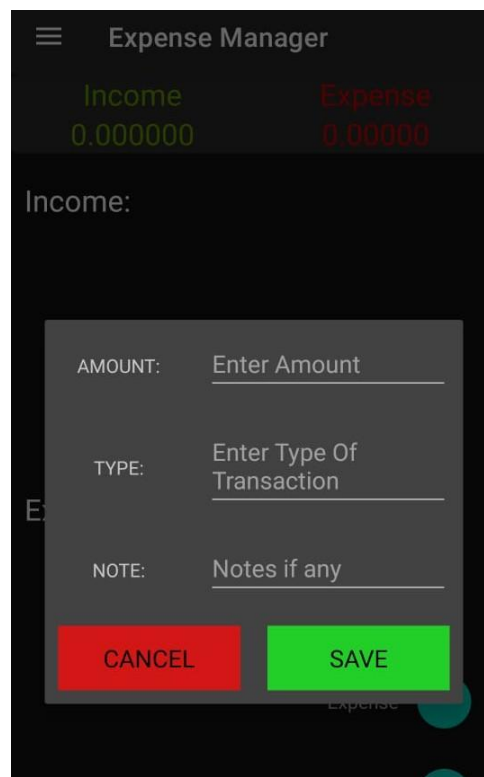 Expense Manager
Income Expense
0.000000 0.00000
Income:
AMOUNT: Enter Amount
TYPE: Enter Type Of
Transaction
NOTE: Notes if any
CANCEL SAVE
Expense